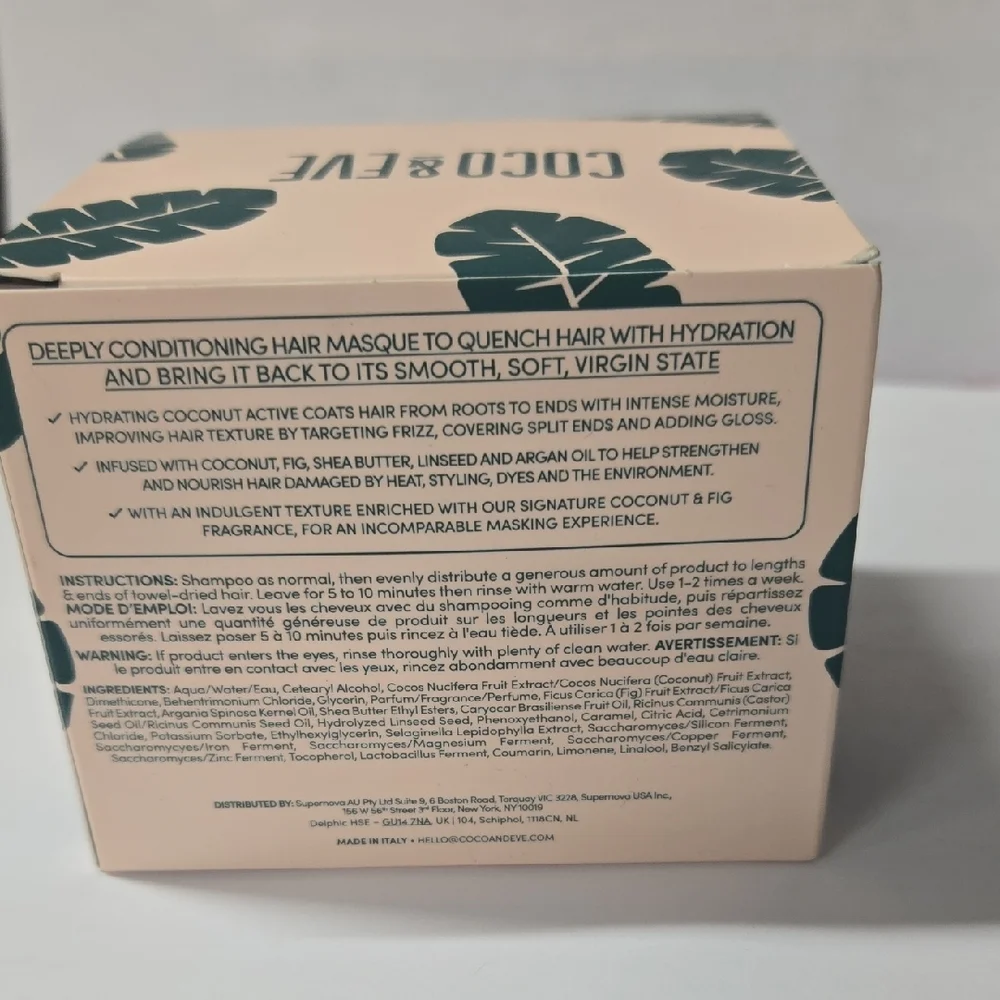 COCO & EVE
DEEPLY CONDITIONING HAIR MASQUE TO QUENCH HAIR WITH HYDRATION
AND BRING IT BACK TO ITS SMOOTH, SOFT, VIRGIN STATE
✓ HYDRATING COCONUT ACTIVE COATS HAIR FROM ROOTS TO ENDS WITH INTENSE MOISTURE,
IMPROVING HAIR TEXTURE BY TARGETING FRIZZ, COVERING SPLIT ENDS AND ADDING GLOSS.
✓ INFUSED WITH COCONUT, FIG, SHEA BUTTER, LINSEED AND ARGAN OIL TO HELP STRENGTHEN
AND NOURISH HAIR DAMAGED BY HEAT, STYLING, DYES AND THE ENVIRONMENT.
✓ WITH AN INDULGENT TEXTURE ENRICHED WITH OUR SIGNATURE COCONUT & FIG
FRAGRANCE, FOR AN INCOMPARABLE MASKING EXPERIENCE.
INSTRUCTIONS: Shampoo as normal, then evenly distribute a generous amount of product to lengths
& ends of towel-dried hair. Leave for 5 to 10 minutes then rinse with warm water. Use 1-2 times a week.
MODE D'EMPLOI: Lavez vous les cheveux avec du shampooing comme d'habitude, puis répartissez
uniformément une quantité généreuse de produit sur les longueurs et les pointes des cheveux
essorés. Laissez poser 5 à 10 minutes puis rincez à l'eau tiède. À utiliser 1 à 2 fois par semaine.
WARNING: If product enters the eyes, rinse thoroughly with plenty of clean water. AVERTISSEMENT: Si
le produit entre en contact avec les yeux, rincez abondamment avec beaucoup d'eau claire.
INGREDIENTS: Aqua/Water/Eau, Cetearyl Alcohol, Cocos Nucifera Fruit Extract/Cocos Nucifera (Coconut) Fruit Extract,
Dimethicone, Behentrimonium Chloride, Glycerin, Parfum/Fragrance/Perfume, Ficus Carica (Fig) Fruit Extract/Ficus Carica
Fruit Extract, Argania Spinosa Kernel Oil, Shea Butter Ethyl Esters, Caryocar Brasiliense Fruit Oil, Ricinus Communis (Castor)
Seed Oil/Ricinus Communis Seed Oil, Hydrolyzed Linseed Seed, Phenoxyethanol, Caramel, Citric Acid, Cetrimonium
Chloride, Potassium Sorbate, Ethylhexylglycerin, Selaginella Lepidophylla Extract, Saccharomyces/Silicon Ferment,
Saccharomycyes/Iron Ferment, Saccharomyces/Magnesium Ferment, Saccharomyces/Copper Ferment,
Saccharomyces/Zinc Ferment, Tocopherol, Lactobacillus Ferment, Coumarin, Limonene, Linalool, Benzyl Salicylate.
DISTRIBUTED BY: Supernova AU Pty Ltd Suite 9, 6 Boston Road, Torquay VIC 3228, Supernova USA Inc.,
156 W 56th Street 3rd Floor, New York, NY 10019
Delphic HSE - GU14 7NA, UK | 104, Schiphol, 1118CN, NL
MADE IN ITALY • HELLO@COCOANDEVE.COM